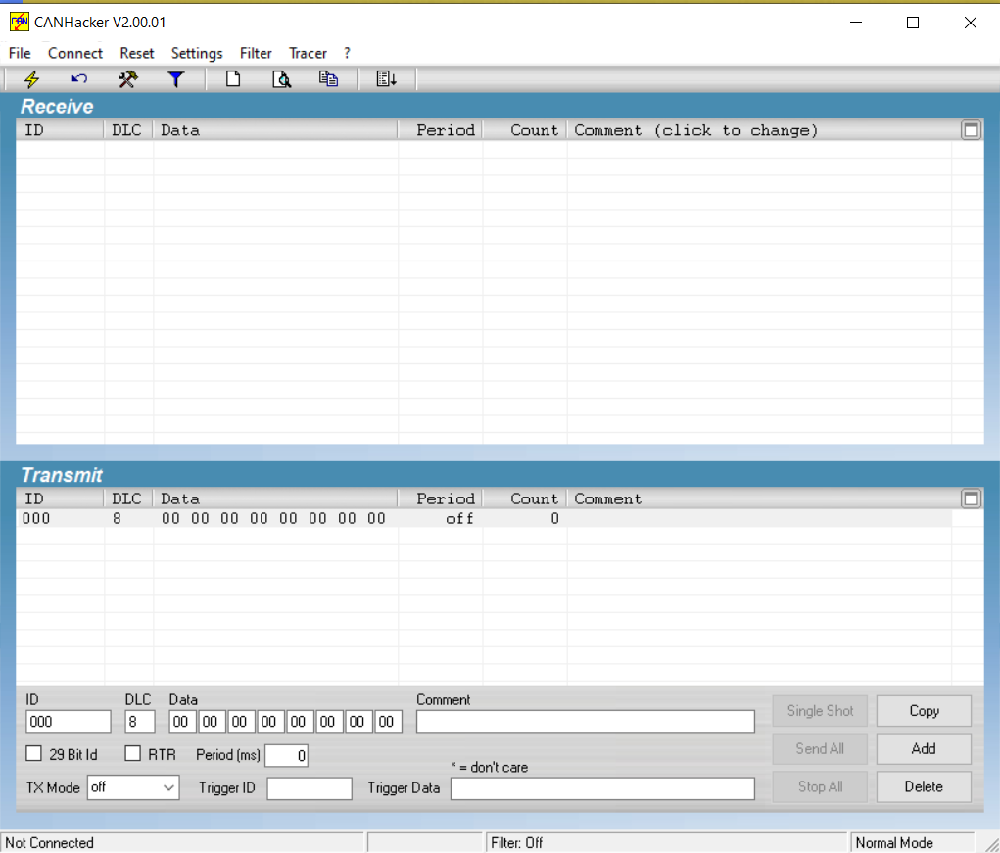 CAN CANHacker V2.00.01
File Connect Reset Settings Filter Tracer ?
Receive
ID DLC Data Period Count Comment (click to change)
Transmit
ID DLC Data Period Count Comment
000 8 00 00 00 00 00 00 00 00 off 0
ID DLC Data Comment
000 8 00 00 00 00 00 00 00 00
Single Shot Copy
29 Bit Id RTR Period (ms) 0
* = don't care
Send All Add
TX Mode off Trigger ID Trigger Data
Stop All Delete
Not Connected Filter: Off Normal Mode